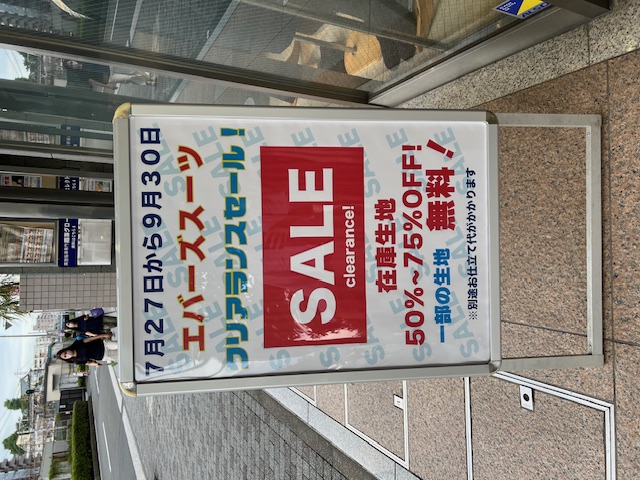 7月27日から9月30日
エバーズスーツ
クリアランスセール！
SALE
clearance!
在庫生地
50%~75%OFF!
一部の生地 無料！
※別途お仕立て代がかかります